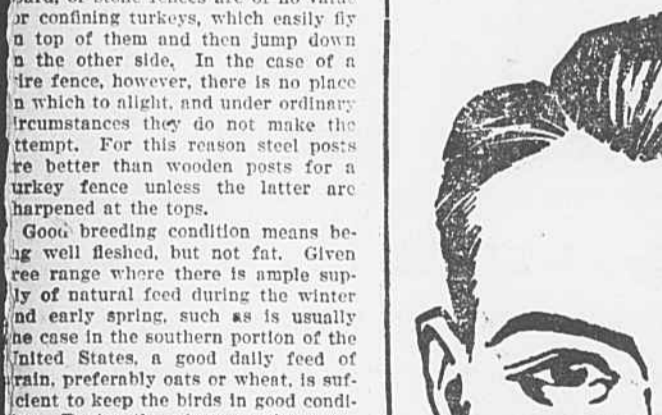 or confining turkeys, which easily fly
n top of them and then jump down
n the other side. In the case of a
ire fence, however, there is no place
n which to alight, and under ordinary
ircumstances they do not make the
ttempt. For this reason steel posts
re better than wooden posts for a
urkey fence unless the latter are
harpened at the tops.
Good breeding condition means be-
ng well fleshed, but not fat. Given
ree range where there is ample sup-
ly of natural feed during the winter
nd early spring, such as is usually
he case in the southern portion of the
United States, a good daily feed of
rain, preferably oats or wheat, is suf-
icient to keep the birds in good condi-